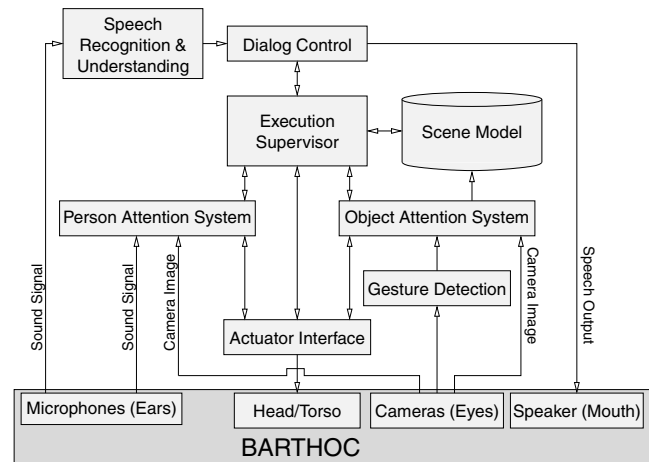 Speech
Recognition &
Understanding
Dialog Control
Execution
Supervisor
Scene Model
Person Attention System
Object Attention System
Sound Signal
Sound Signal
Camera Image
Gesture Detection
Camera Image
Speech Output
Actuator Interface
Microphones (Ears)
Head/Torso
Cameras (Eyes)
Speaker (Mouth)
BARTHOC